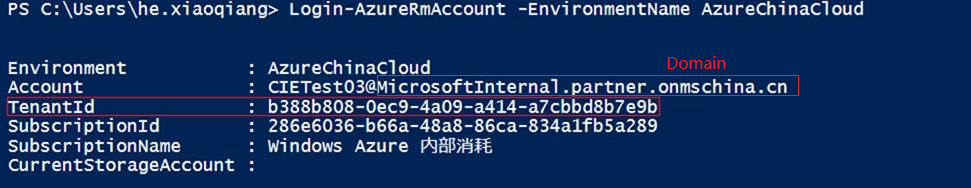 PS C:\Users\he.xiaoqiang> Login-AzureRmAccount -EnvironmentName AzureChinaCloud
Domain
Environment : AzureChinaCloud
Account : CIETest03@MicrosoftInternal.partner.onmschina.cn
TenantId : b388b808-0ec9-4a09-a414-a7cbbd8b7e9b
SubscriptionId : 286e6036-b66a-48a8-86ca-834a1fb5a289
SubscriptionName : Windows Azure 内部消耗
CurrentStorageAccount :